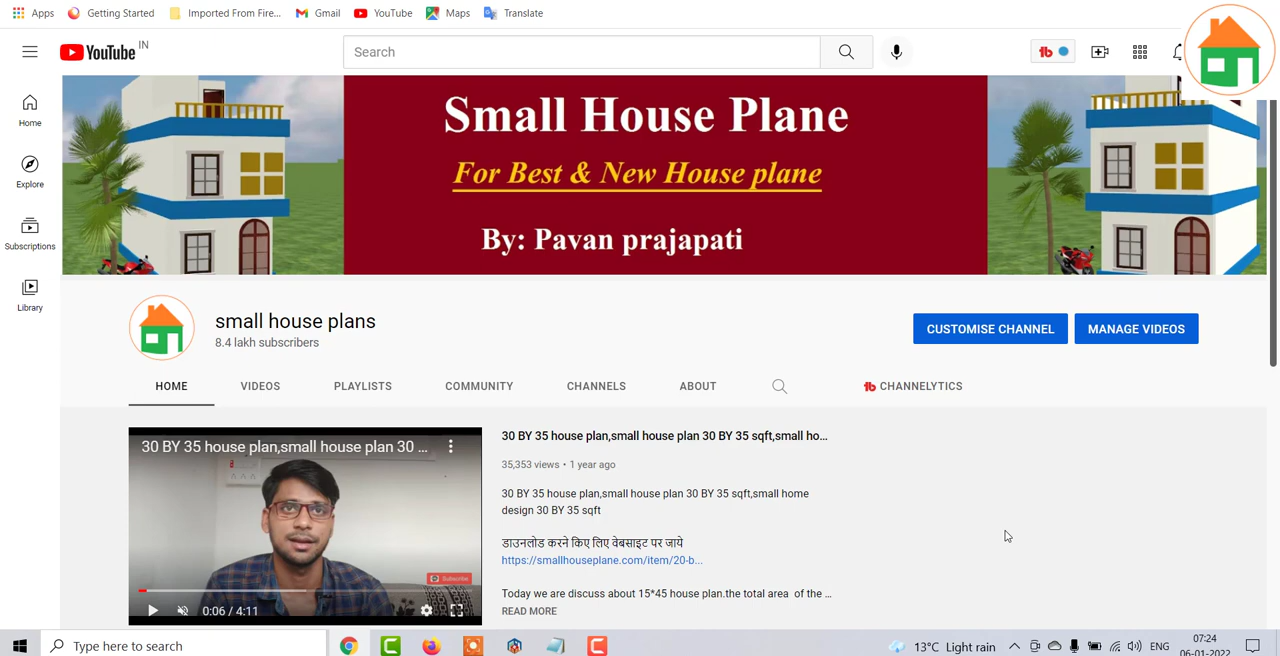 Apps Getting Started Imported From Fire... Gmail YouTube Maps Translate
YouTube IN
Search
Small House Plane
For Best & New House plane
By: Pavan prajapati
Home
Explore
Subscriptions
Library
small house plans
8.4 lakh subscribers
CUSTOMISE CHANNEL MANAGE VIDEOS
HOME VIDEOS PLAYLISTS COMMUNITY CHANNELS ABOUT CHANNELYTICS
30 BY 35 house plan,small house plan 30 ...
Subscribe
0:06 / 4:11
30 BY 35 house plan,small house plan 30 BY 35 sqft,small ho...
35,353 views • 1 year ago
30 BY 35 house plan,small house plan 30 BY 35 sqft,small home
design 30 BY 35 sqft
डाउनलोड करने किए लिए वेबसाइट पर जाये
https://smallhouseplane.com/item/20-b...
Today we are discuss about 15*45 house plan.the total area of the ...
READ MORE
Type here to search
13°C Light rain
ENG
07:24
06-01-2022